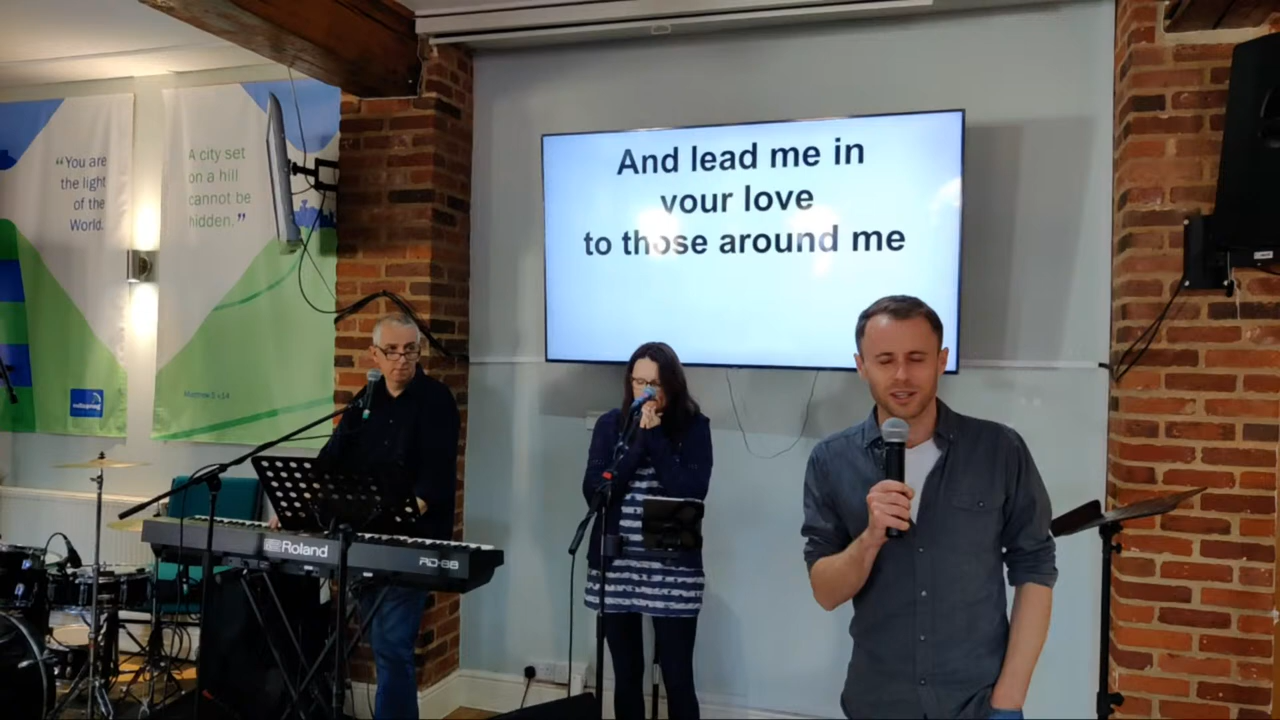 “You are
the light
of the
World.
A city set
on a hill
cannot be
hidden.”
And lead me in
your love
to those around me
Roland
RD-88